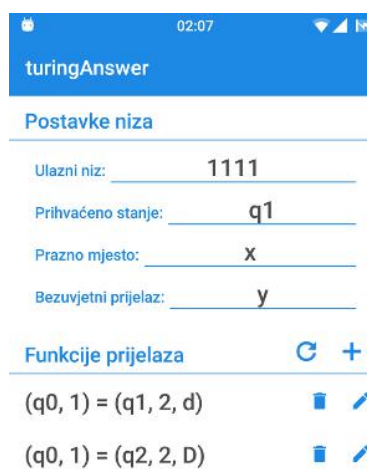 02:07
turingAnswer
Postavke niza
Ulazni niz: 1111
Prihvaćeno stanje: q1
Prazno mjesto: x
Bezuvjetni prijelaz: y
Funkcije prijelaza
(q0, 1) = (q1, 2, d)
(q0, 1) = (q2, 2, D)